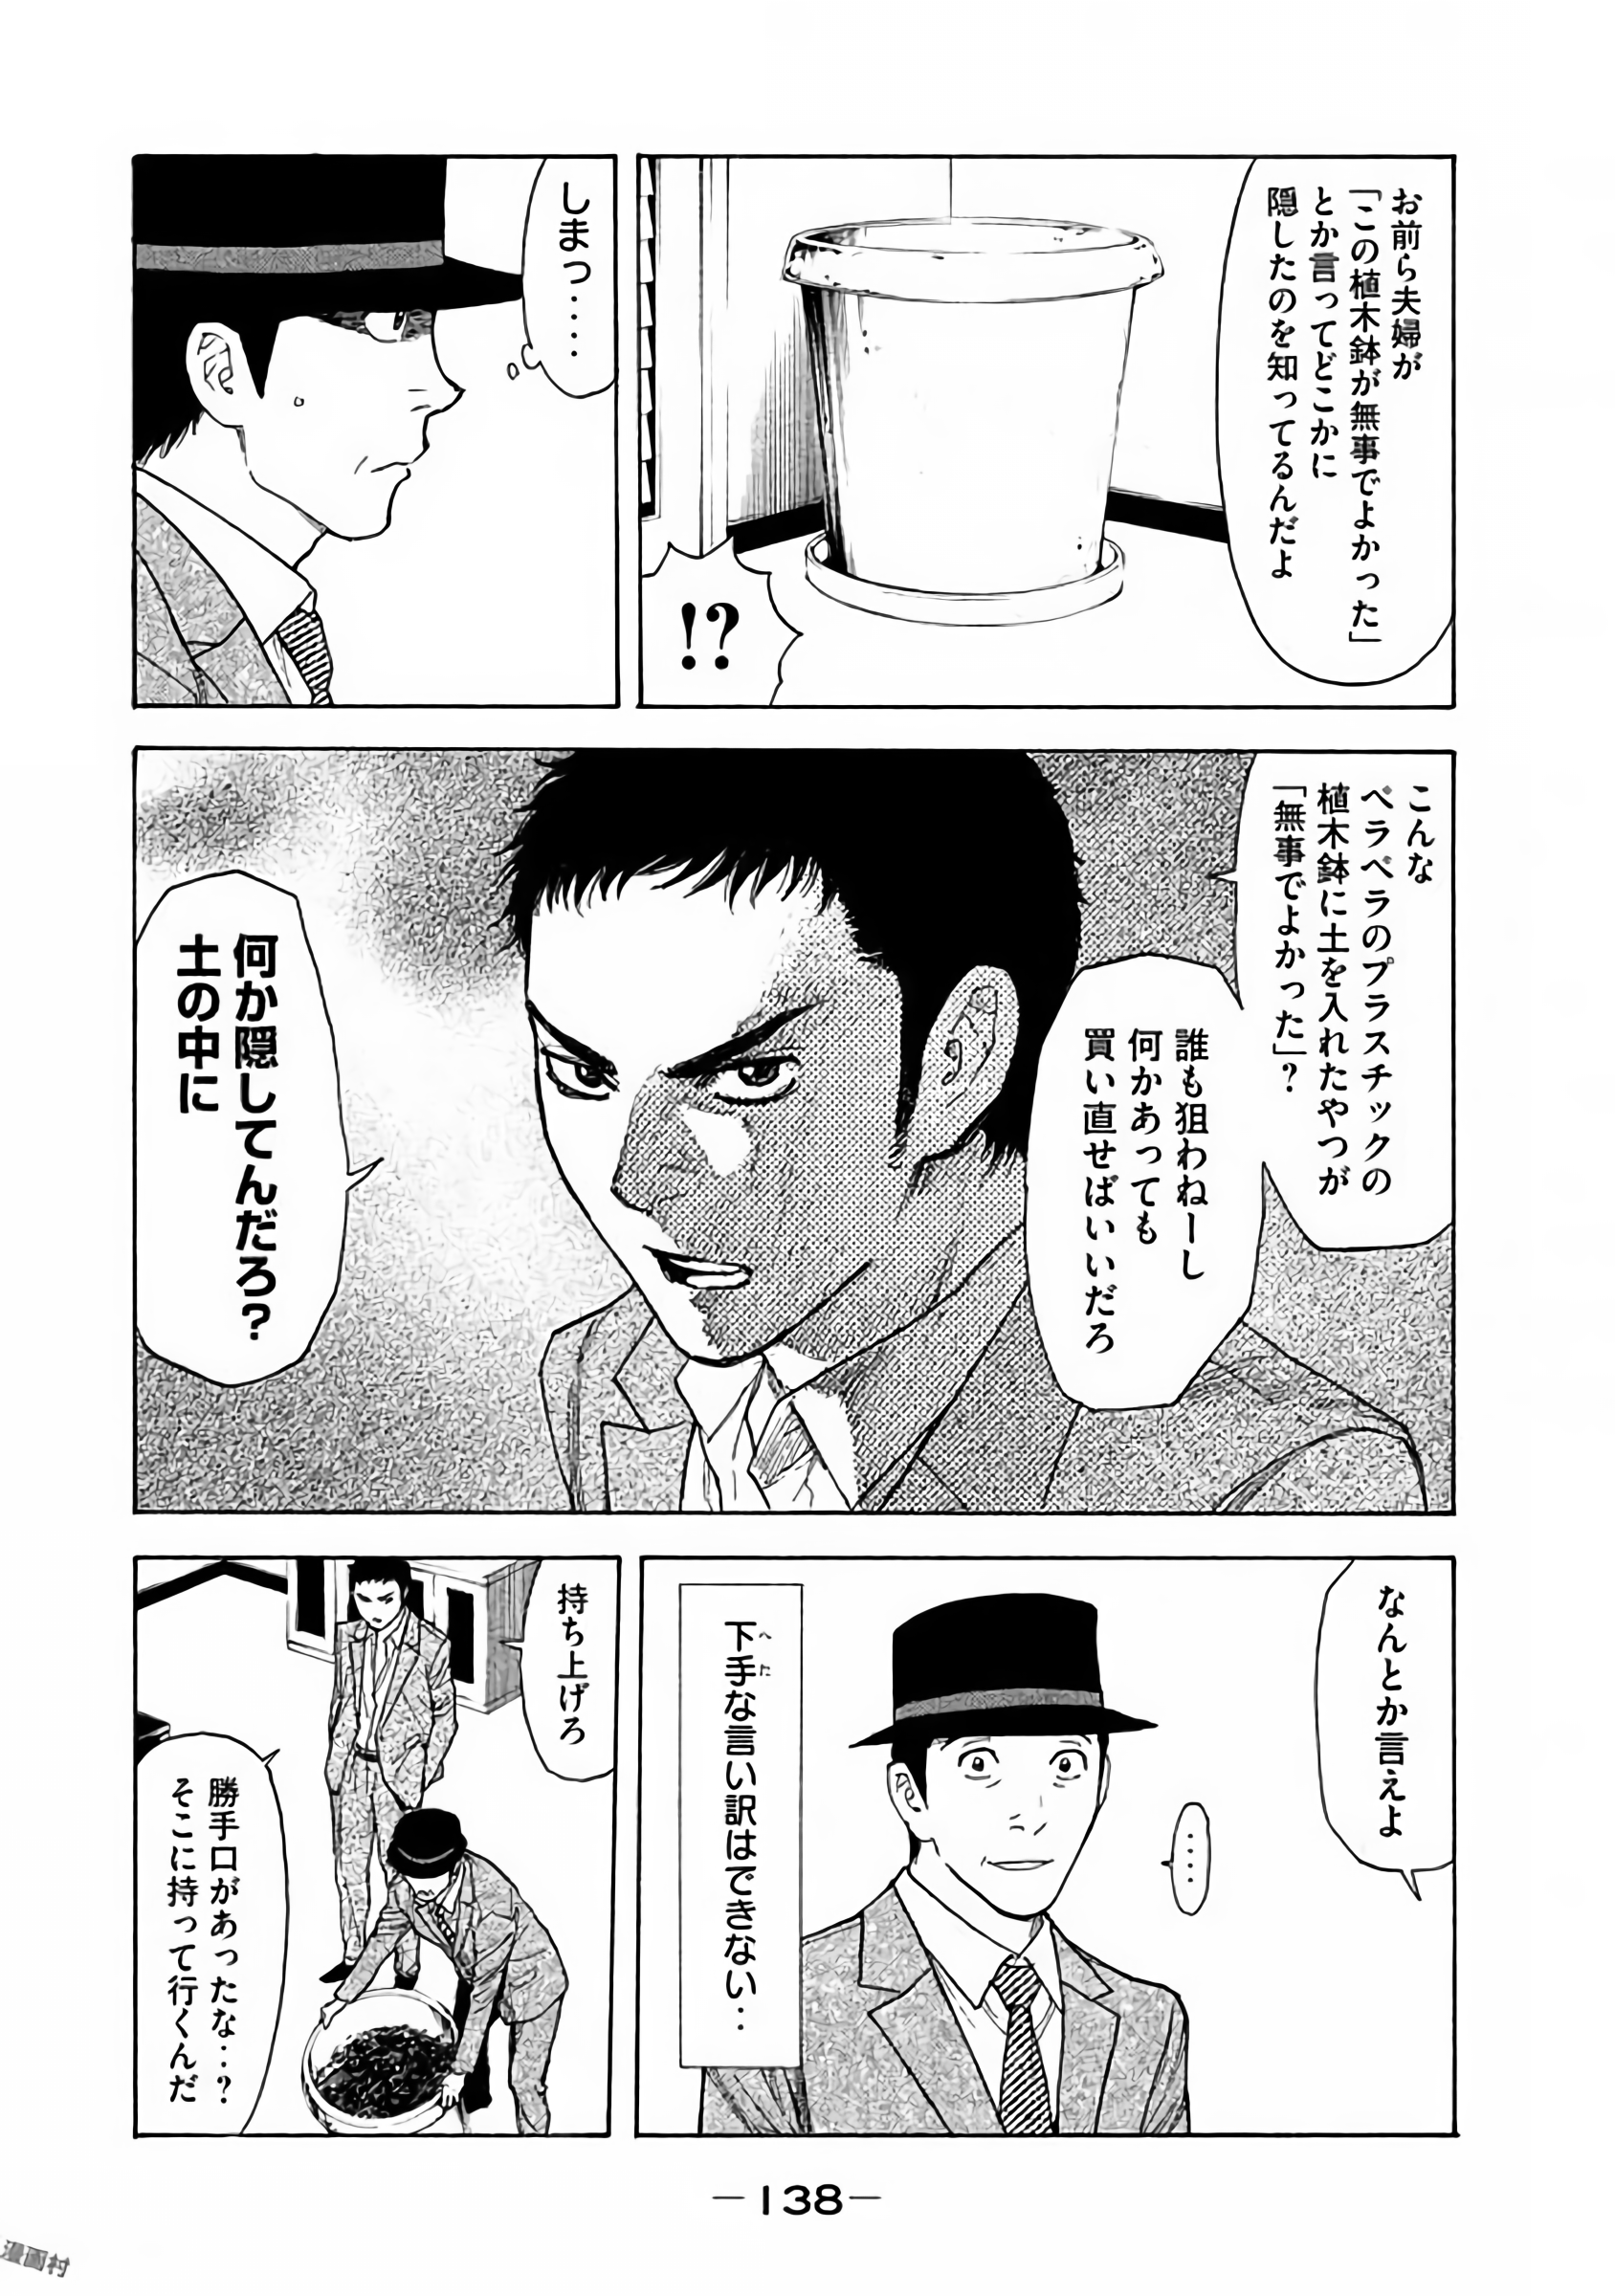 お前ら夫婦が
「この植木鉢が無事でよかった」
とか言ってどこかに
隠したのを知ってるんだよ
!?
しまっ‥‥
こんな
ペラペラのプラスチックの
植木鉢に土を入れたやつが
「無事でよかった」?
誰も狙わねーし
何かあっても
買い直せばいいだろ
何か隠してんだろ?
土の中に
なんとか言えよ
‥‥
下手な言い訳はできない‥
へた
持ち上げろ
勝手口があったな‥?
そこに持って行くんだ
—138—
漫画村